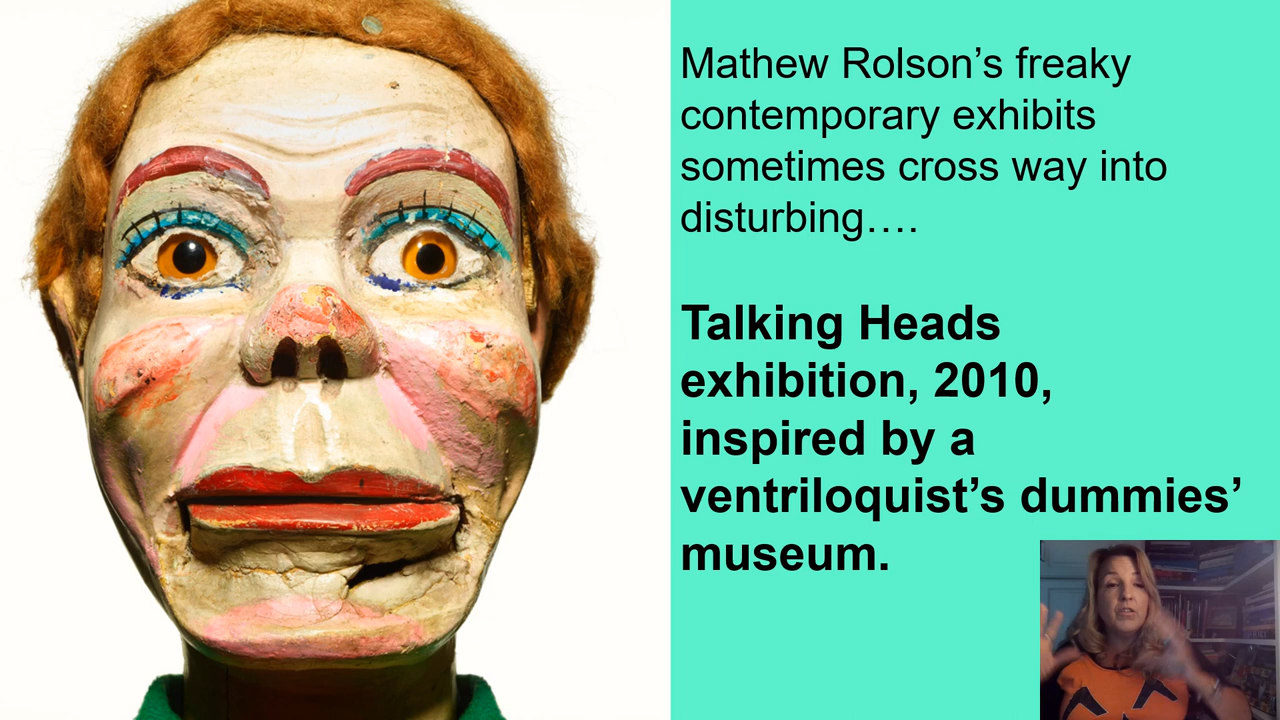 Mathew Rolson’s freaky
contemporary exhibits
sometimes cross way into
disturbing….
Talking Heads
exhibition, 2010,
inspired by a
ventriloquist’s dummies’
museum.